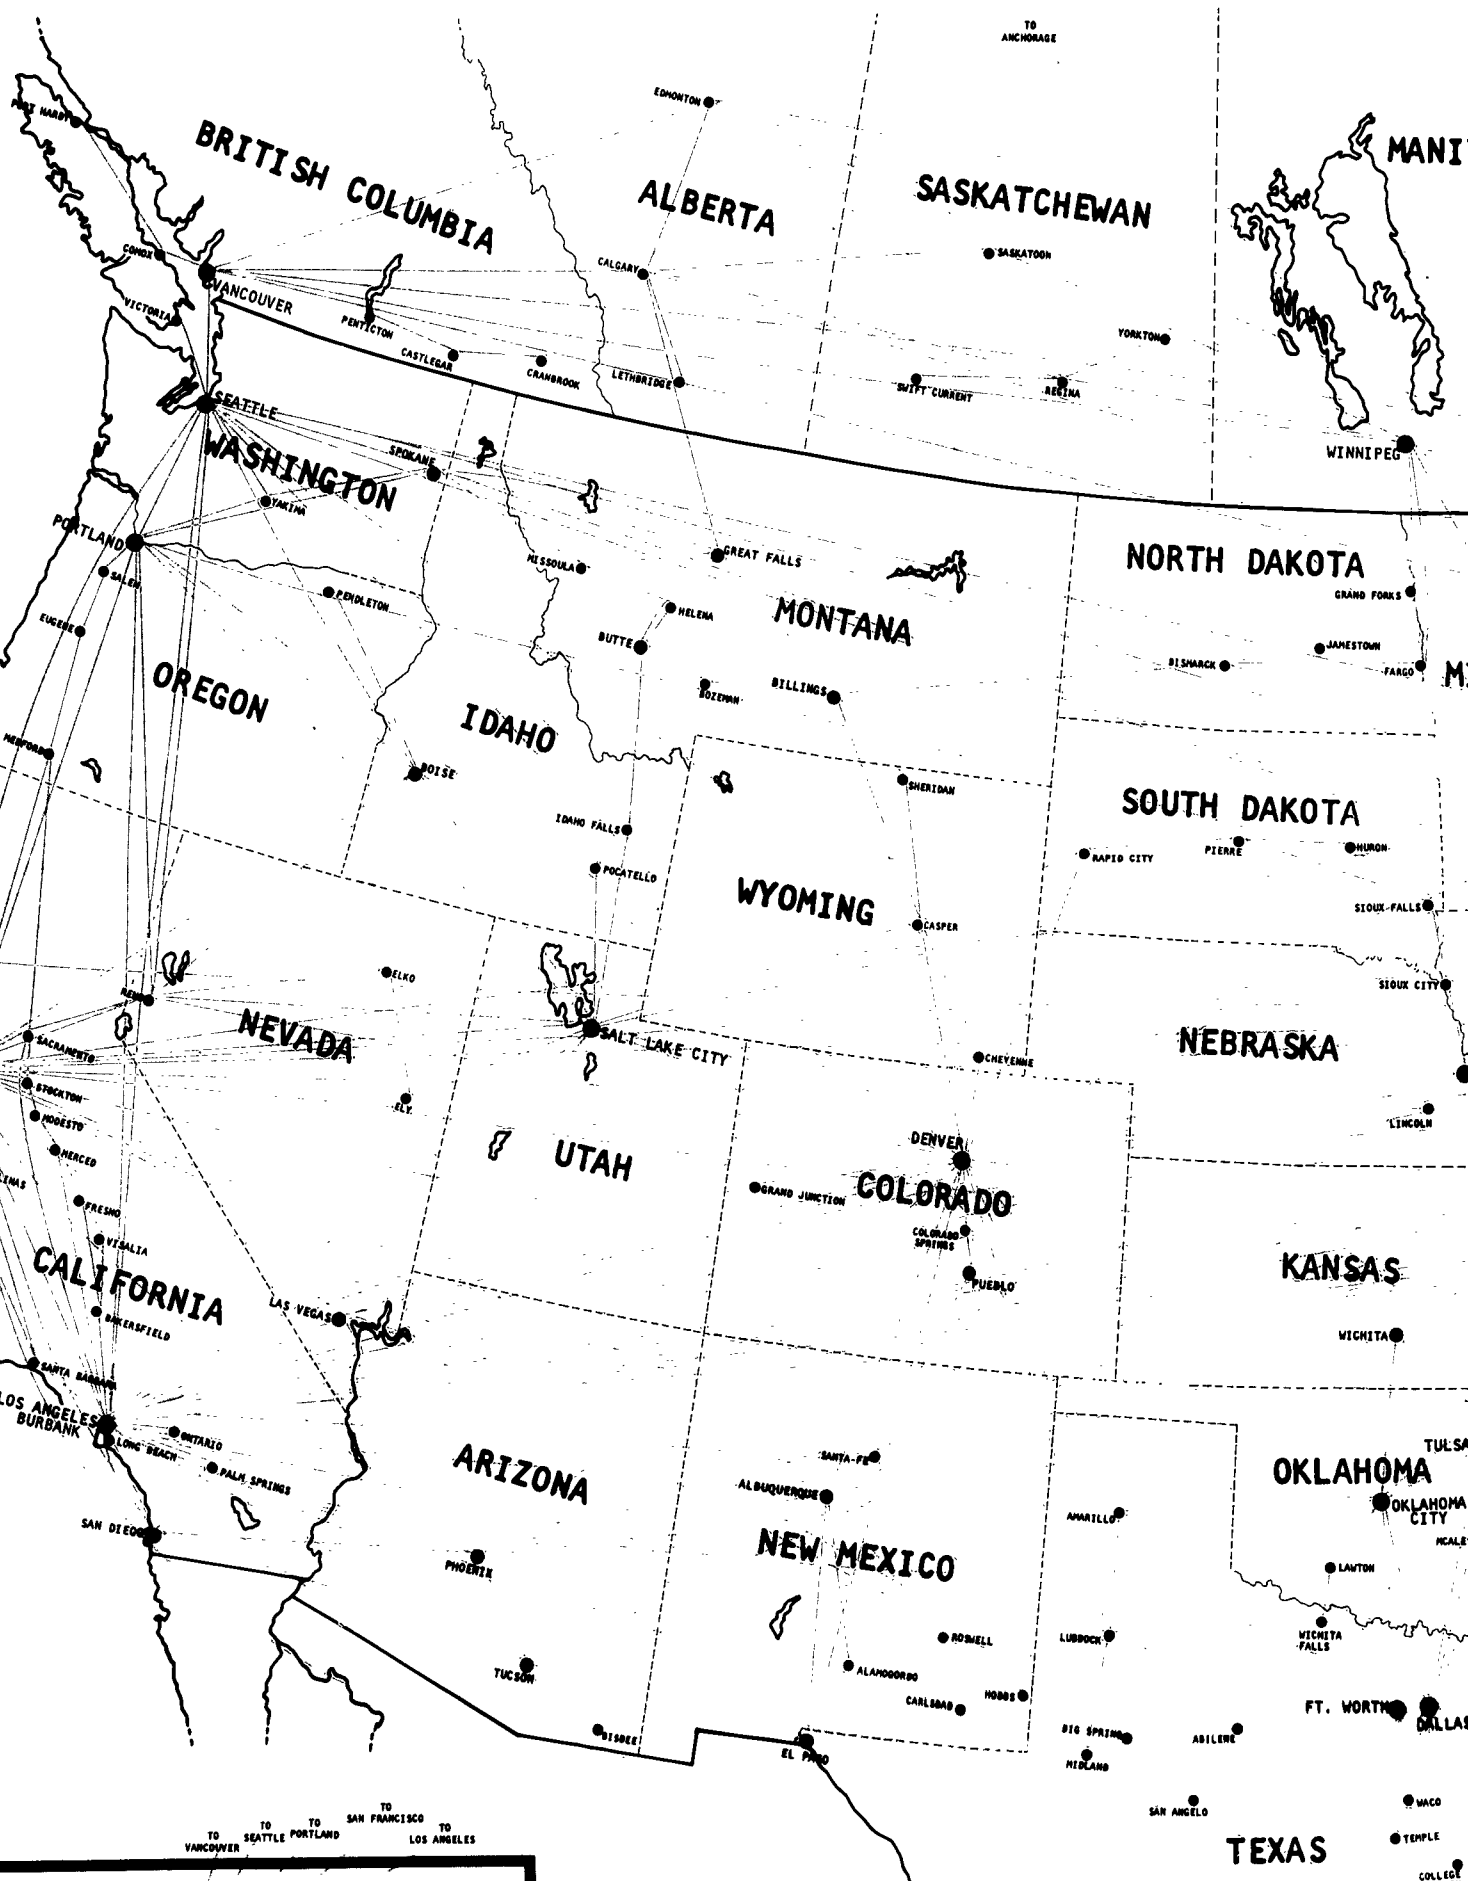 TO
ANCHORAGE
EDMONTON
PORT HARDY
BRITISH COLUMBIA
MANI
ALBERTA
SASKATCHEWAN
COMOX
CALGARY
SASKATOON
VANCOUVER
VICTORIA
PENTICTON
YORKTON
CASTLEGAR
CRANBROOK
LETHBRIDGE
SWIFT CURRENT
REGINA
SEATTLE
WASHINGTON
SPOKANE
WINNIPEG
YAKIMA
PORTLAND
GREAT FALLS
MISSOULA
NORTH DAKOTA
SALEM
PENDLETON
GRAND FORKS
HELENA
MONTANA
EUGENE
BUTTE
JAMESTOWN
BISMARCK
FARGO
M
OREGON
BOZEMAN
BILLINGS
IDAHO
MEDFORD
BOISE
SHERIDAN
SOUTH DAKOTA
IDAHO FALLS
PIERRE
HURON
RAPID CITY
POCATELLO
WYOMING
SIOUX FALLS
CASPER
ELKO
SIOUX CITY
RENO
NEVADA
SACRAMENTO
SALT LAKE CITY
NEBRASKA
CHEYENNE
STOCKTON
ELY
MODESTO
LINCOLN
MERCED
UTAH
DENVER
INAS
GRAND JUNCTION
COLORADO
FRESNO
COLORADO
SPRINGS
VISALIA
CALIFORNIA
KANSAS
PUEBLO
LAS VEGAS
BAKERSFIELD
WICHITA
SANTA BARBARA
LOS ANGELES
BURBANK
LONG BEACH
ONTARIO
PALM SPRINGS
ARIZONA
SANTA-FE
TULSA
OKLAHOMA
ALBUQUERQUE
OKLAHOMA
CITY
AMARILLO
SAN DIEGO
MCALE
PHOENIX
NEW MEXICO
LAWTON
ROSWELL
LUBBOCK
WICHITA
FALLS
TUCSON
ALAMOGORDO
CARLSBAD
HOBBS
FT. WORTH
DALLAS
BISBEE
EL PASO
BIG SPRING
ABILENE
MIDLAND
SAN ANGELO
WACO
TEMPLE
TEXAS
COLLEGE
TO
VANCOUVER
TO
SEATTLE
TO
PORTLAND
TO
SAN FRANCISCO
TO
LOS ANGELES